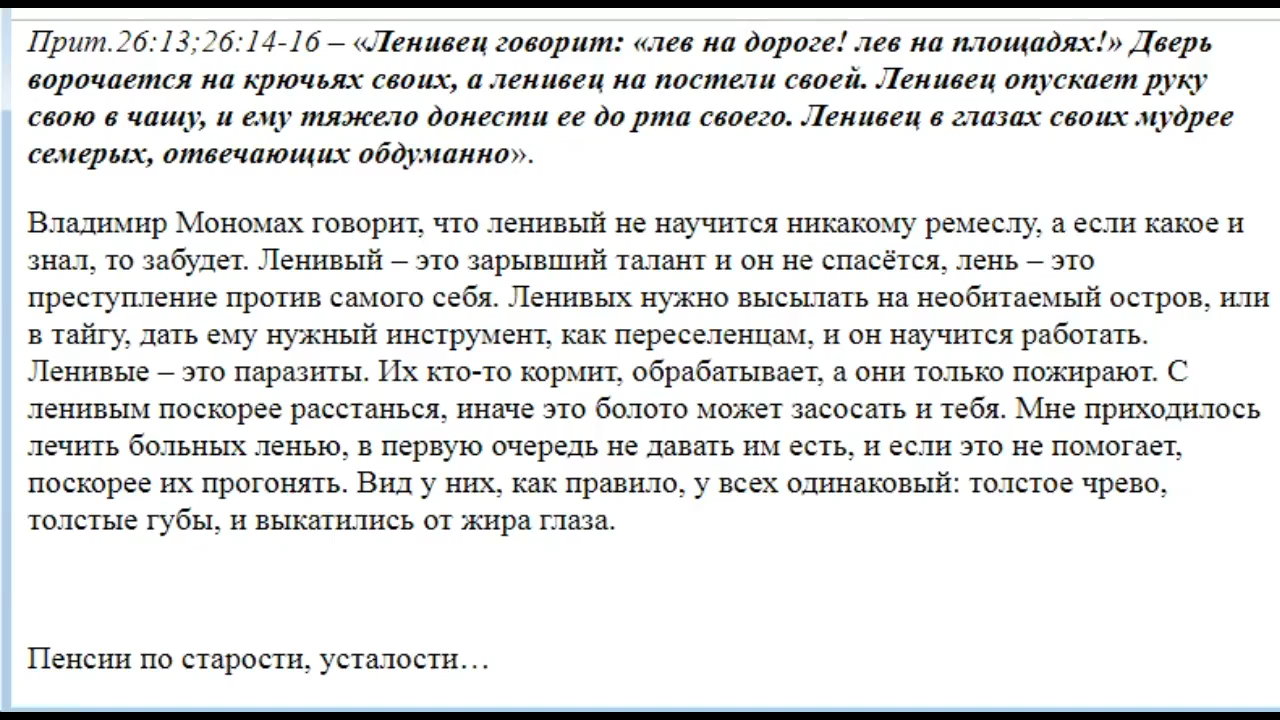 Прит.26:13;26:14-16 – «Ленивец говорит: «лев на дороге! лев на площадях!» Дверь
ворочается на крючьях своих, а ленивец на постели своей. Ленивец опускает руку
свою в чашу, и ему тяжело донести ее до рта своего. Ленивец в глазах своих мудрее
семерых, отвечающих обдуманно».
Владимир Мономах говорит, что ленивый не научится никакому ремеслу, а если какое и
знал, то забудет. Ленивый – это зарывший талант и он не спасётся, лень – это
преступление против самого себя. Ленивых нужно высылать на необитаемый остров, или
в тайгу, дать ему нужный инструмент, как переселенцам, и он научится работать.
Ленивые – это паразиты. Их кто-то кормит, обрабатывает, а они только пожирают. С
ленивым поскорее расстанься, иначе это болото может засосать и тебя. Мне приходилось
лечить больных ленью, в первую очередь не давать им есть, и если это не помогает,
поскорее их прогонять. Вид у них, как правило, у всех одинаковый: толстое чрево,
толстые губы, и выкатились от жира глаза.
Пенсии по старости, усталости…